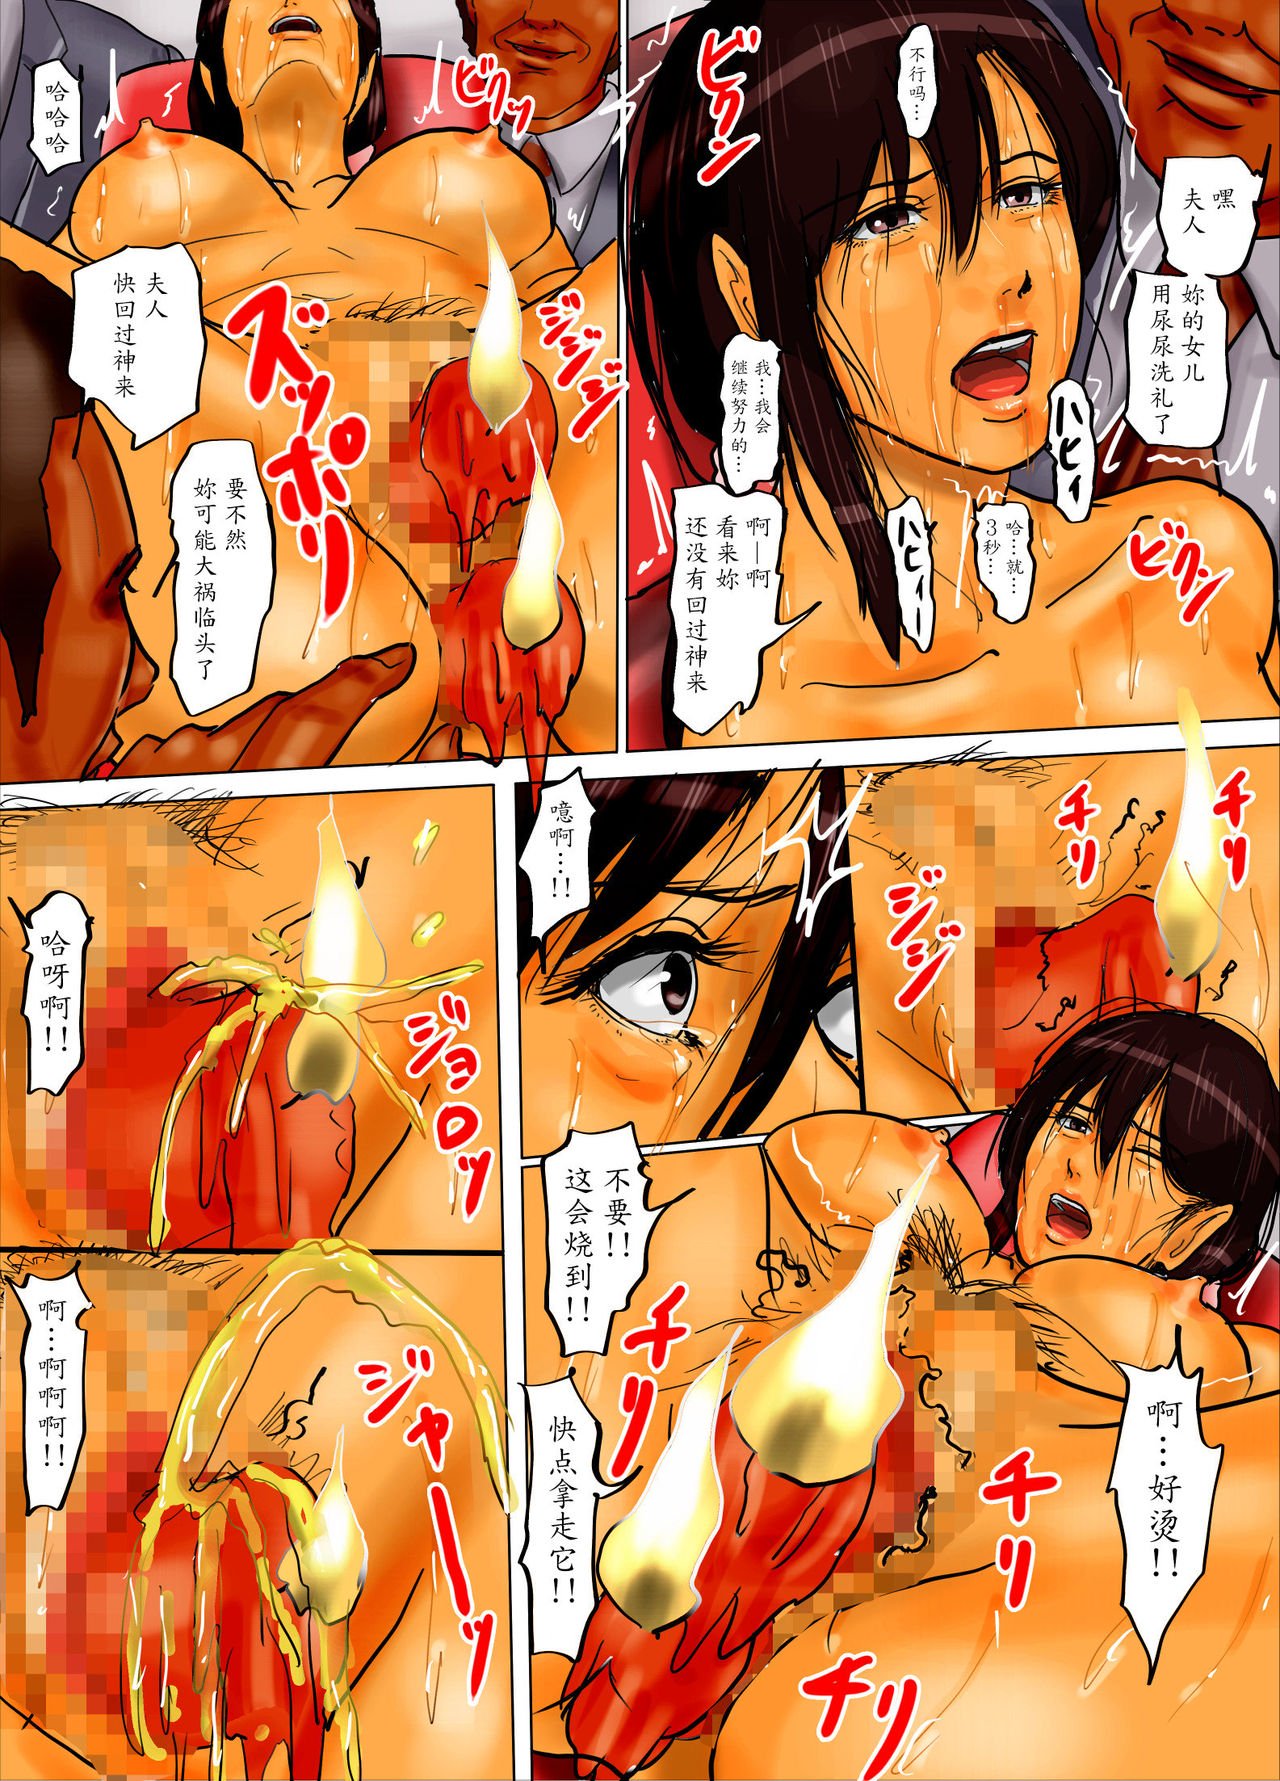 不行吗…
嘿
夫人
妳的女儿
用尿尿洗礼了
我…我会
继续努力的…
哈…就…
3秒…
啊—啊
看来妳
还没有回过神来
ハヒィ
ハヒィー
ビクン
ビクン
哈哈哈
夫人
快回过神来
要不然
妳可能大祸临头了
ビクッ
ズッポリ
ジジジ
チリ
チリ
ジジ
噫啊…!!
不要!!
这会烧到!!
快点拿走它!!
啊…好烫!!
チリ
チリ
チリ
哈呀啊!!
ジョロッ
啊…啊啊啊!!
ジャーーッ